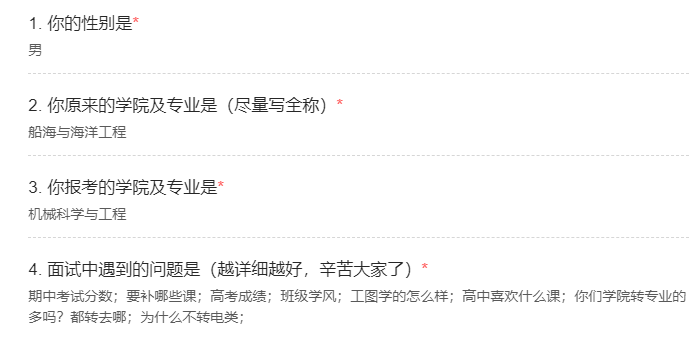 1. 你的性别是*
男
2. 你原来的学院及专业是（尽量写全称）*
船海与海洋工程
3. 你报考的学院及专业是*
机械科学与工程
4. 面试中遇到的问题是（越详细越好，辛苦大家了）*
期中考试分数；要补哪些课；高考成绩；班级学风；工图学的怎么样；高中喜欢什么课；你们学院转专业的
多吗？都转去哪；为什么不转电类；